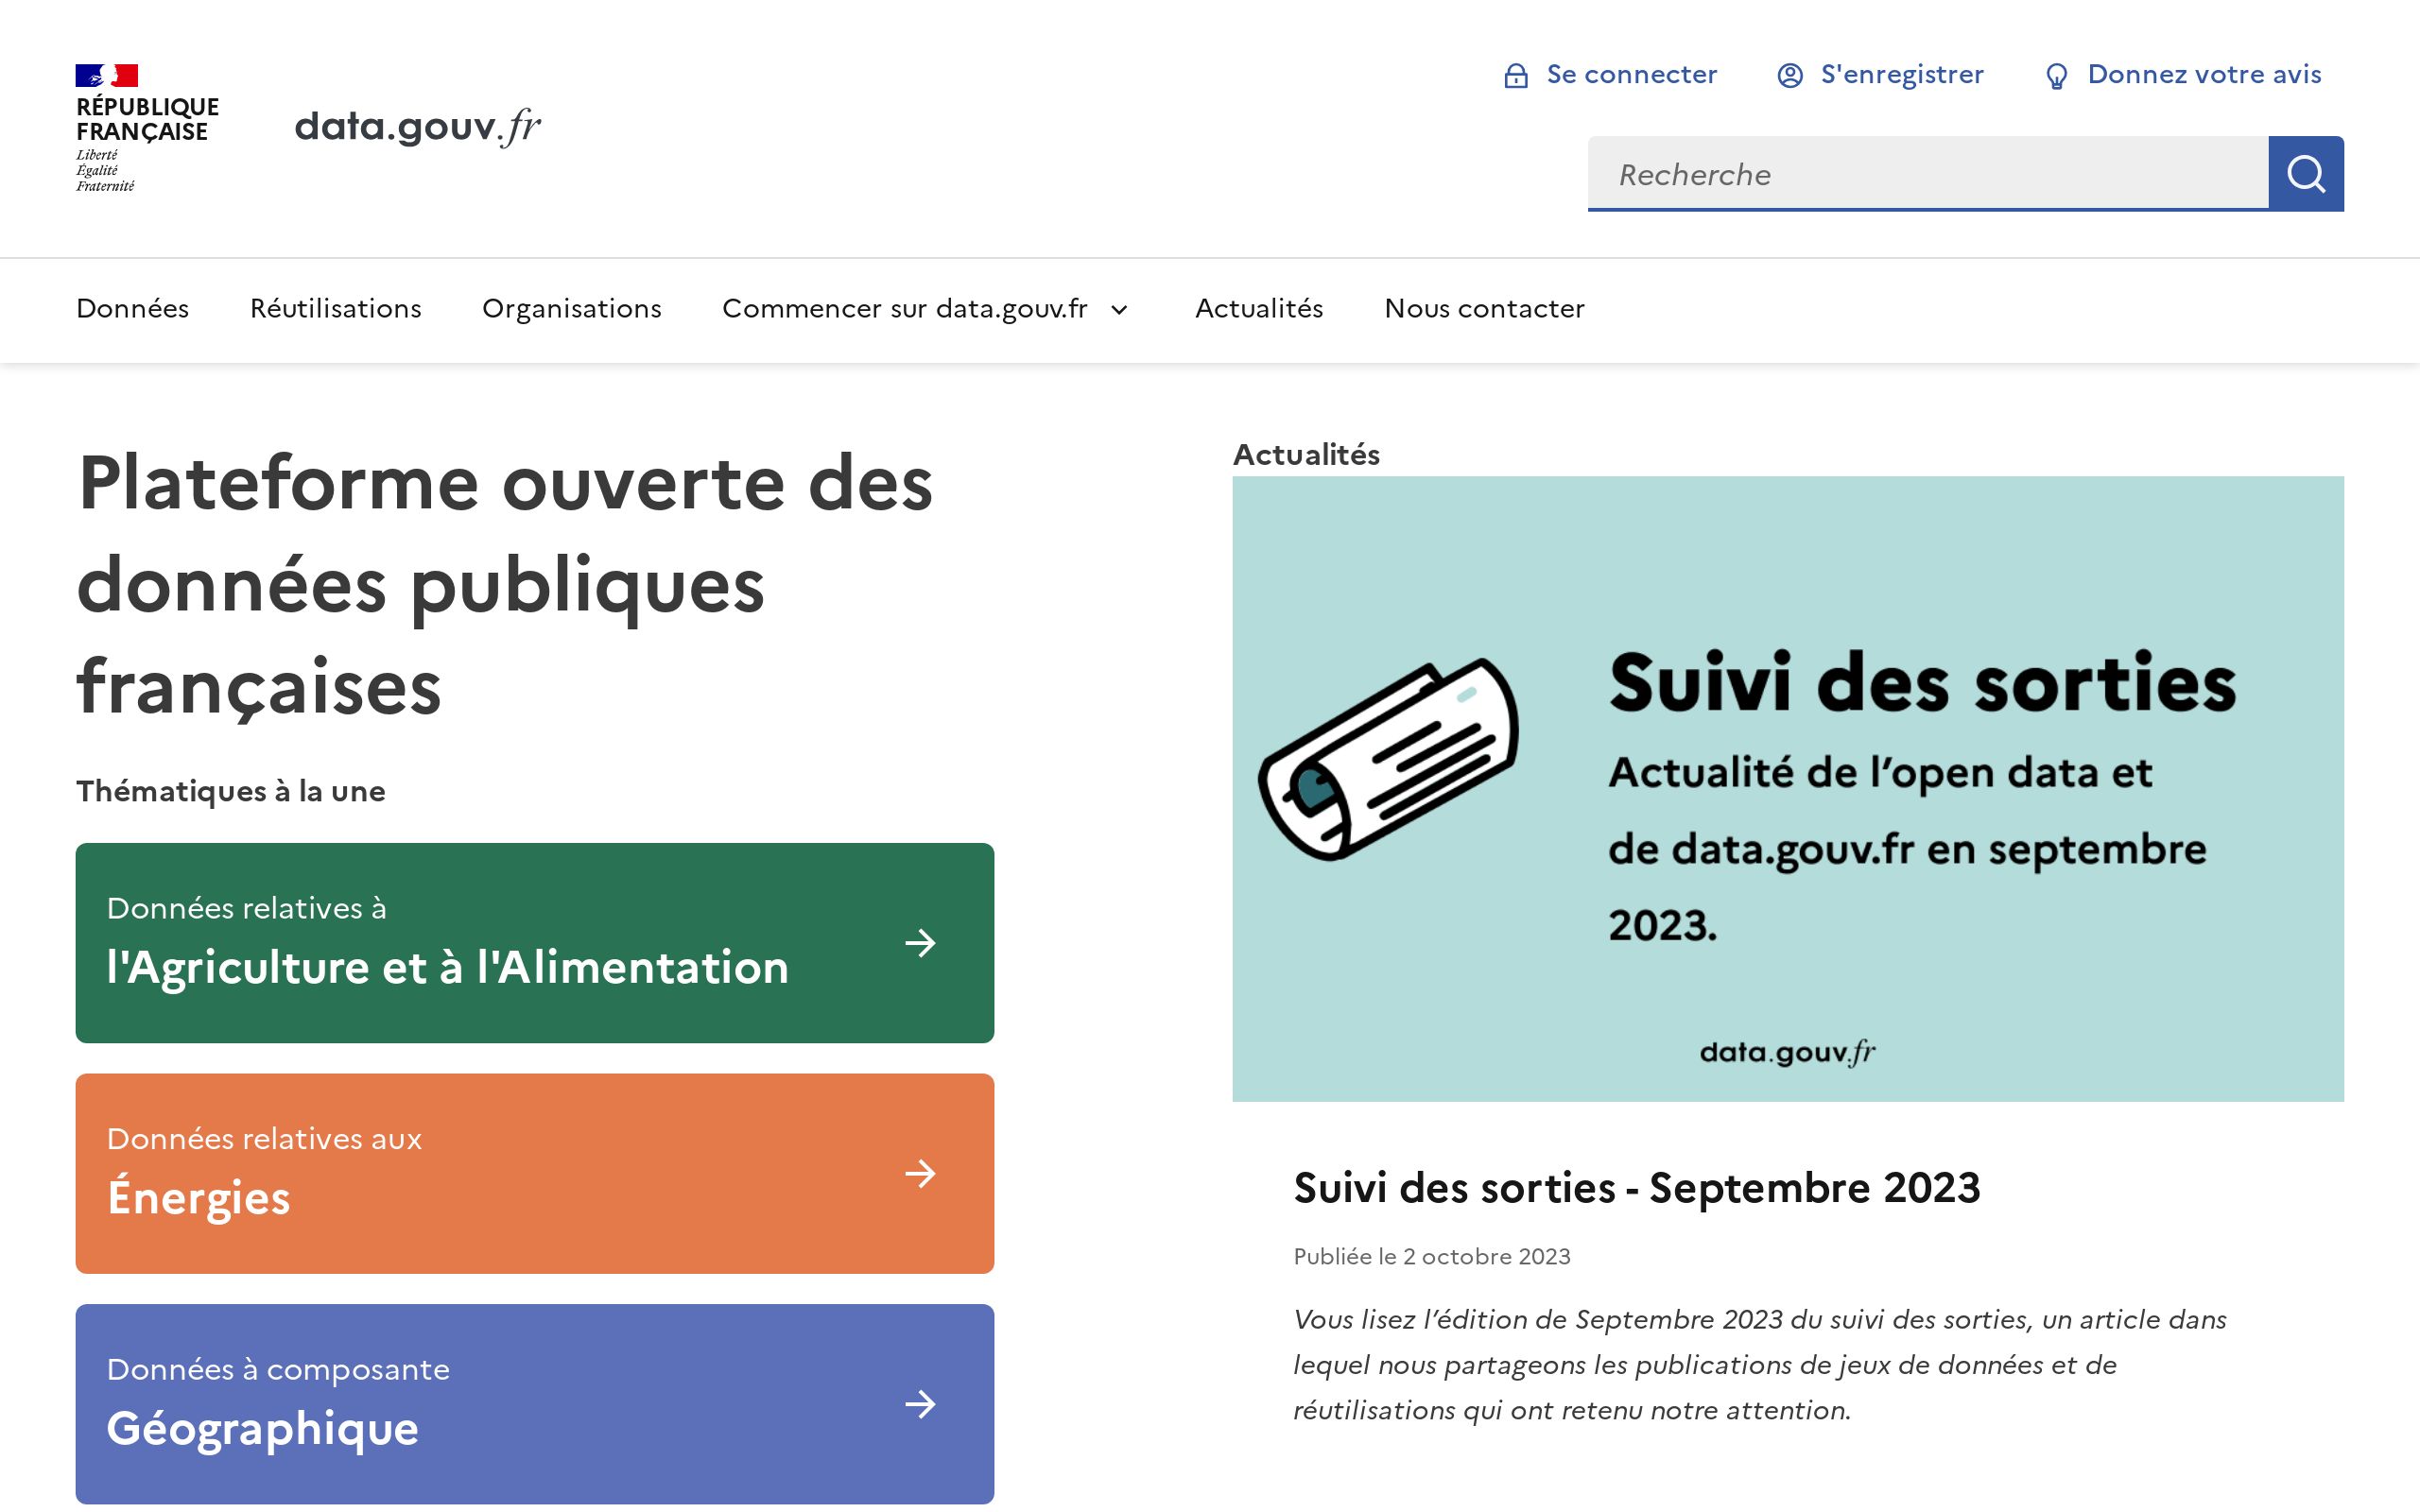 RÉPUBLIQUE
FRANÇAISE
Liberté
Égalité
Fraternité
data.gouv.fr
Se connecter
S'enregistrer
Donnez votre avis
Recherche
Données
Réutilisations
Organisations
Commencer sur data.gouv.fr
Actualités
Nous contacter
Plateforme ouverte des
données publiques
françaises
Thématiques à la une
Données relatives à
l'Agriculture et à l'Alimentation
Données relatives aux
Énergies
Données à composante
Géographique
Actualités
Suivi des sorties
Actualité de l’open data et
de data.gouv.fr en septembre
2023.
data.gouv.fr
Suivi des sorties - Septembre 2023
Publiée le 2 octobre 2023
Vous lisez l’édition de Septembre 2023 du suivi des sorties, un article dans
lequel nous partageons les publications de jeux de données et de
réutilisations qui ont retenu notre attention.